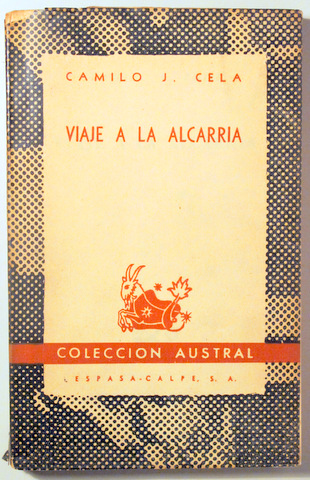 CAMILO J. CELA
VIAJE A LA ALCARRIA
COLECCION AUSTRAL
ESPASA-CALPE, S. A.